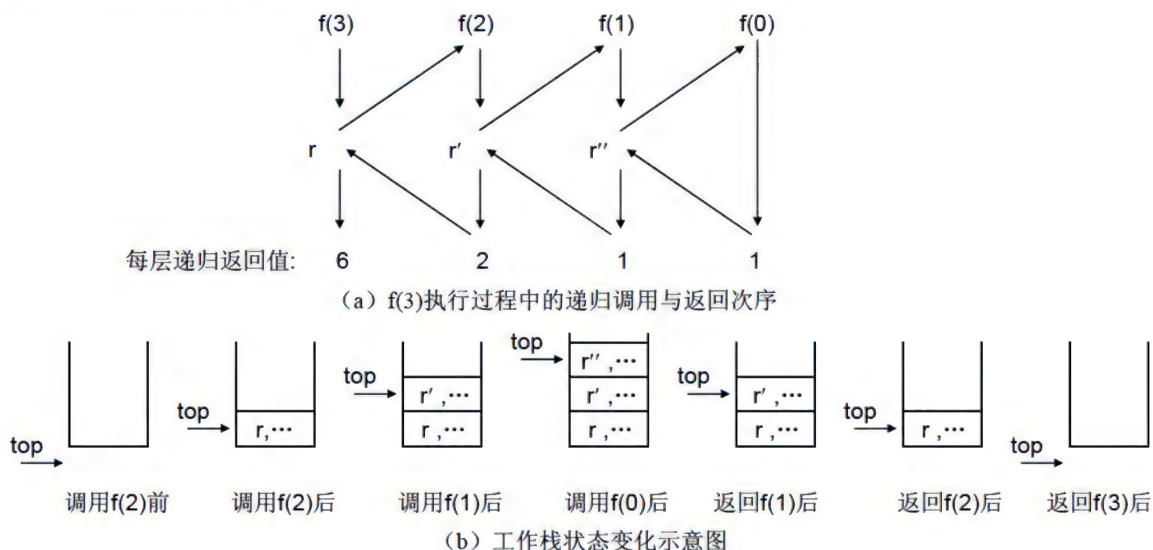 f(3) f(2) f(1) f(0)
r r′ r′′
每层递归返回值: 6 2 1 1
（a）f(3)执行过程中的递归调用与返回次序
top r′′ ,···
top r′ ,··· r′ ,··· top r′ ,···
top r,··· r ,··· r ,··· r ,··· top r ,···
top top
调用f(2)前 调用f(2)后 调用f(1)后 调用f(0)后 返回f(1)后 返回f(2)后 返回f(3)后
（b）工作栈状态变化示意图